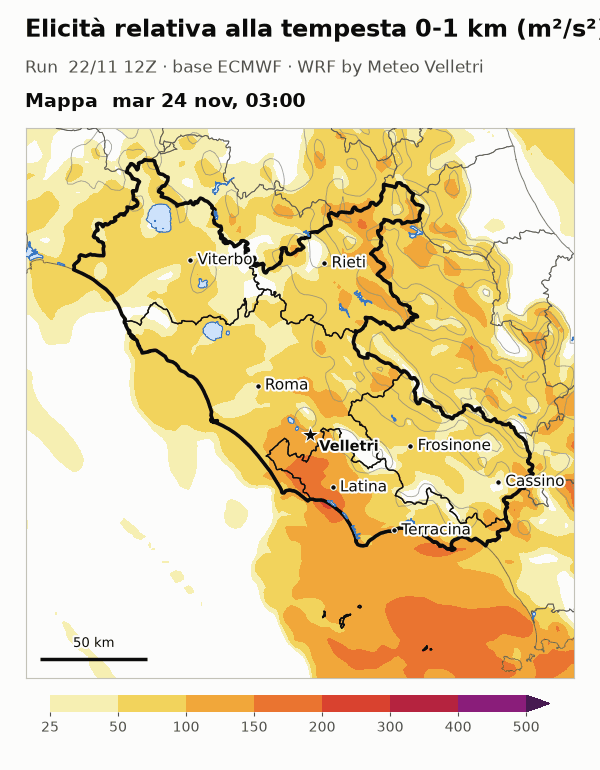 Elicità relativa alla tempesta 0-1 km (m²/s²)
Run 22/11 12Z · base ECMWF · WRF by Meteo Velletri
Mappa mar 24 nov, 03:00
Viterbo
Rieti
Roma
Velletri
Frosinone
Latina
Cassino
Terracina
50 km
25 50 100 150 200 300 400 500